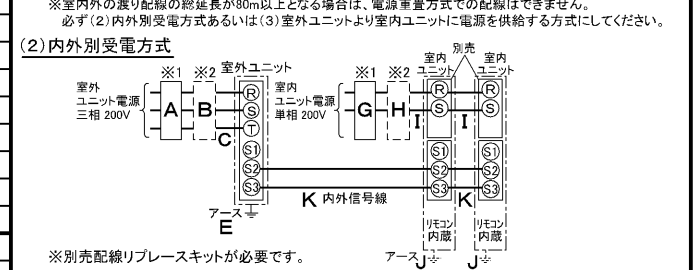 ※室内外の渡り配線の総延長が80m以上となる場合は、電源重畳方式での配線はできません。
必ず(2)内外別受電方式あるいは(3)室外ユニットより室内ユニットに電源を供給する方式にしてください。
(2)内外別受電方式
※1 ※2 室外ユニット
※1 ※2 室内ユニット 別売 室内ユニット
室外
ユニット電源
三相 200V
A B C
R
S
T
S1
S2
S3
室内
ユニット電源
単相 200V
G H I I
R
S
S1
S2
S3
R
S
S1
S2
S3
K 内外信号線 K
アース
E
リモコン
内蔵
リモコン
内蔵
アース J J
※別売配線リプレースキットが必要です。